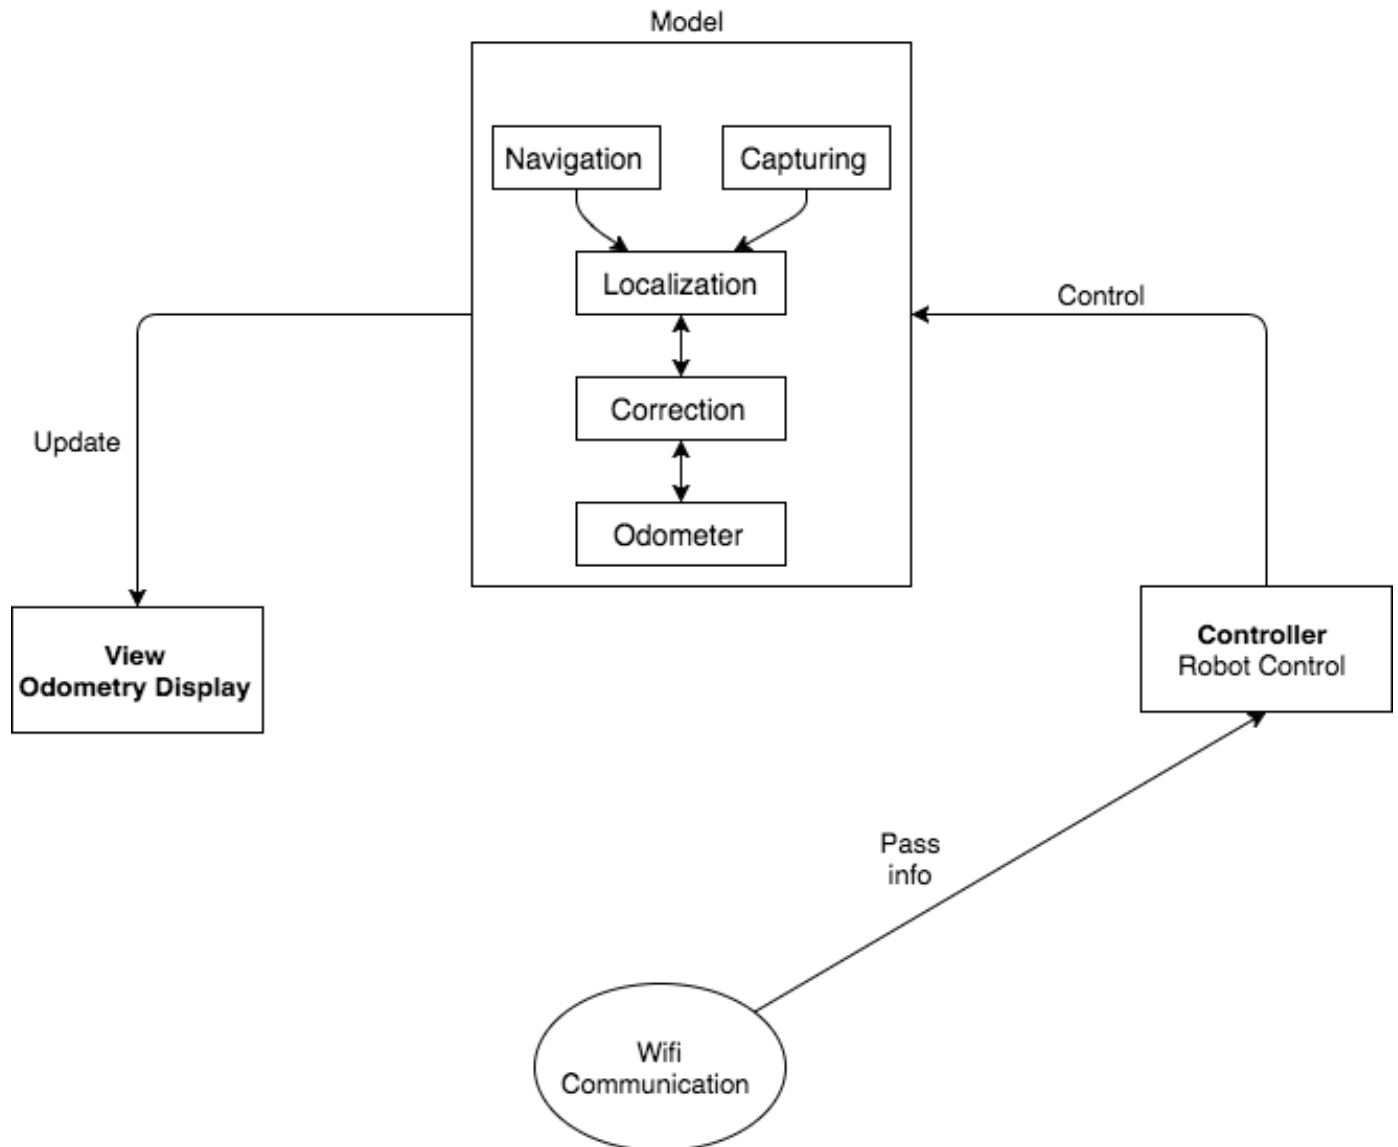 Model
Navigation
Capturing
Localization
Control
Correction
Update
Odometer
View
Odometry Display
Controller
Robot Control
Pass
info
Wifi
Communication